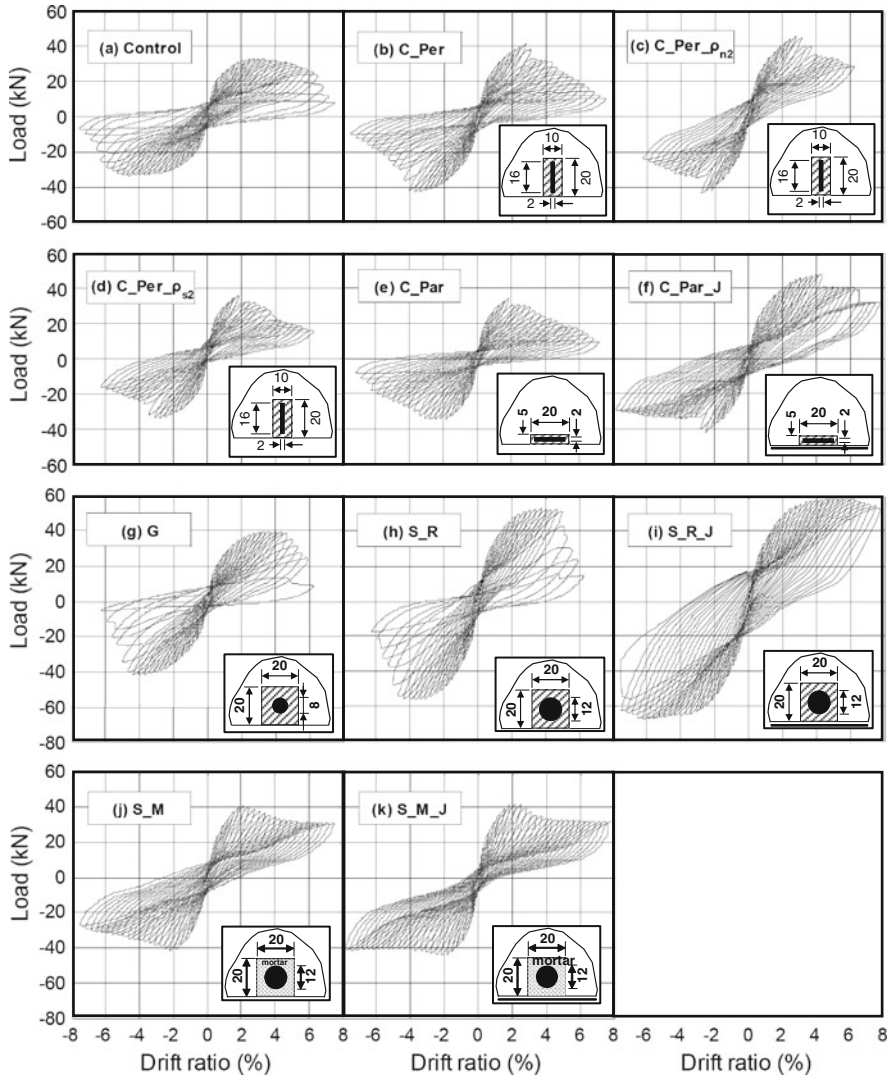 Load (kN)
60
40
20
0
-20
-40
-60
(a) Control
(b) C_Per
10
16
20
2
(c) C_Per_ρn2
10
16
20
2
Load (kN)
60
40
20
0
-20
-40
-60
(d) C_Per_ρs2
10
16
20
2
(e) C_Par
5
20
2
(f) C_Par_J
5
20
2
Load (kN)
60
40
20
0
-20
-40
-60
-80
(g) G
20
20
8
(h) S_R
20
20
12
(i) S_R_J
20
20
12
Load (kN)
60
40
20
0
-20
-40
-60
-80
(j) S_M
20
mortar
20
12
(k) S_M_J
20
mortar
20
12
-8 -6 -4 -2 0 2 4 6 8
-6 -4 -2 0 2 4 6 8
-6 -4 -2 0 2 4 6 8
Drift ratio (%)
Drift ratio (%)
Drift ratio (%)